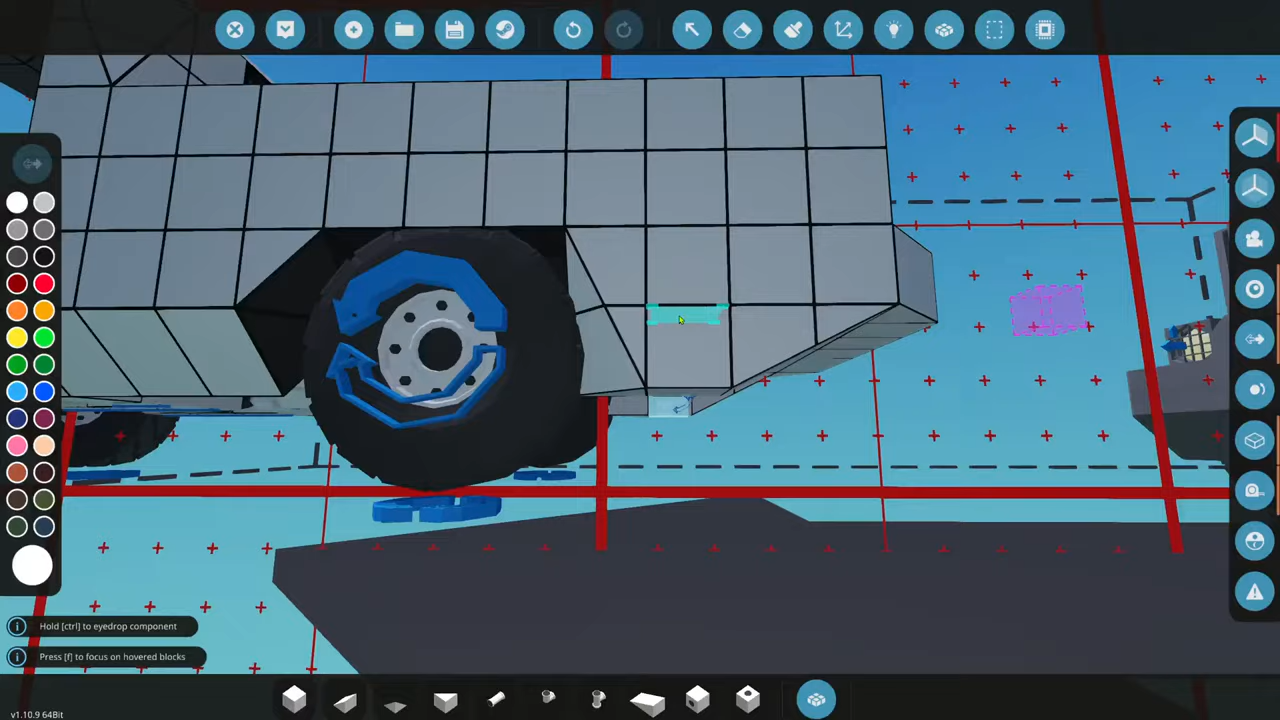 Hold [ctrl] to eyedrop component
Press [f] to focus on hovered blocks
v1.10.9 64Bit